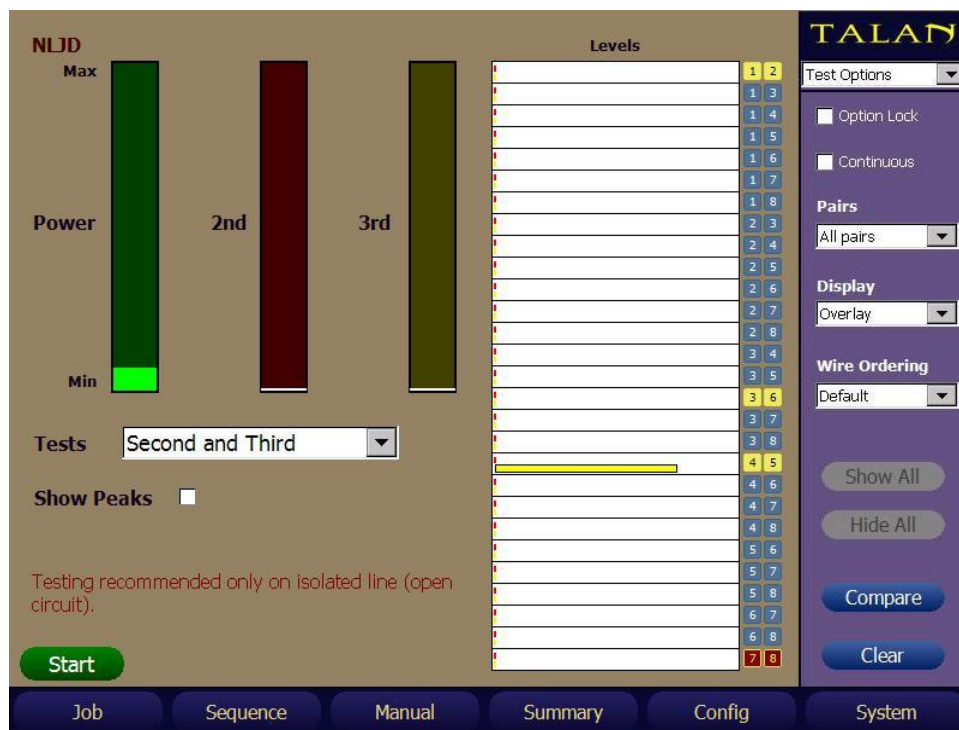 NLJD
Max
Power
Min
2nd
3rd
Tests
Second and Third
Show Peaks
Testing recommended only on isolated line (open
circuit).
Start
Levels
1 2
1 3
1 4
1 5
1 6
1 7
1 8
2 3
2 4
2 5
2 6
2 7
2 8
3 4
3 5
3 6
3 7
3 8
4 5
4 6
4 7
4 8
5 6
5 7
5 8
6 7
6 8
7 8
TALAN
Test Options
Option Lock
Continuous
Pairs
All pairs
Display
Overlay
Wire Ordering
Default
Show All
Hide All
Compare
Clear
Job Sequence Manual Summary Config System